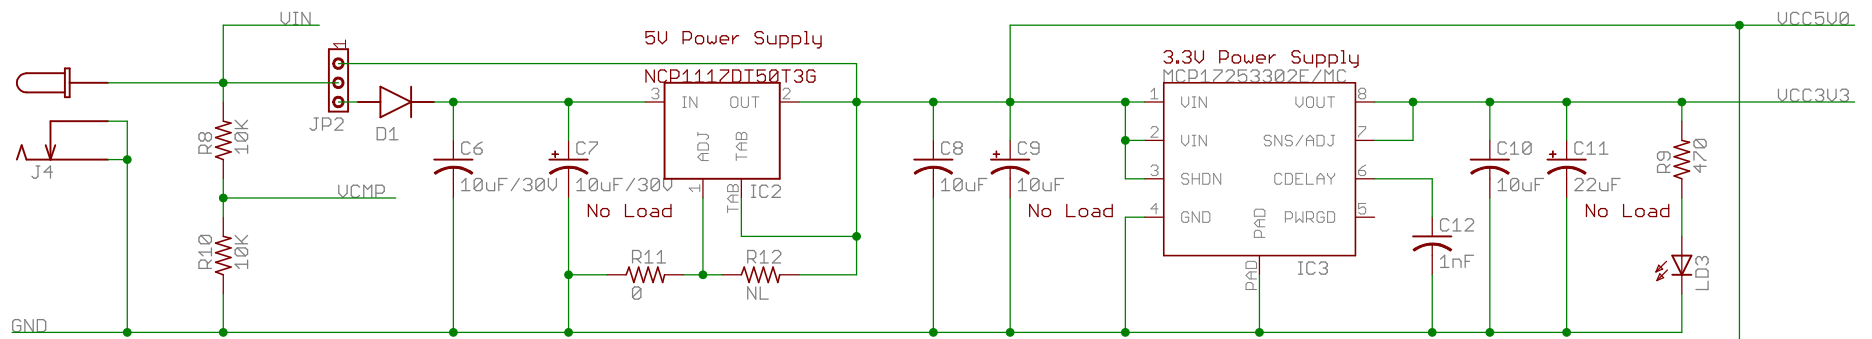 VIN
VCC5V0
5V Power Supply
3.3V Power Supply
1
NCP1117DT50T3G
MCP17253302E/MC
3 IN OUT 2
1 VIN VOUT 8
VCC3V3
JP2
D1
R8
10K
ADJ
TAB
C6
10uF/30V
+
C7
10uF/30V
C8
10uF
+
C9
10uF
2 VIN SNS/ADJ 7
C10
10uF
+
C11
22uF
R9
470
J4
3 SHDN CDELAY 6
VCMP
1
TAB
IC2
No Load
No Load
4 GND PWRGD 5
No Load
PAD
C12
1nF
R10
10K
R11
0
R12
NL
PAD
IC3
LD3
GND